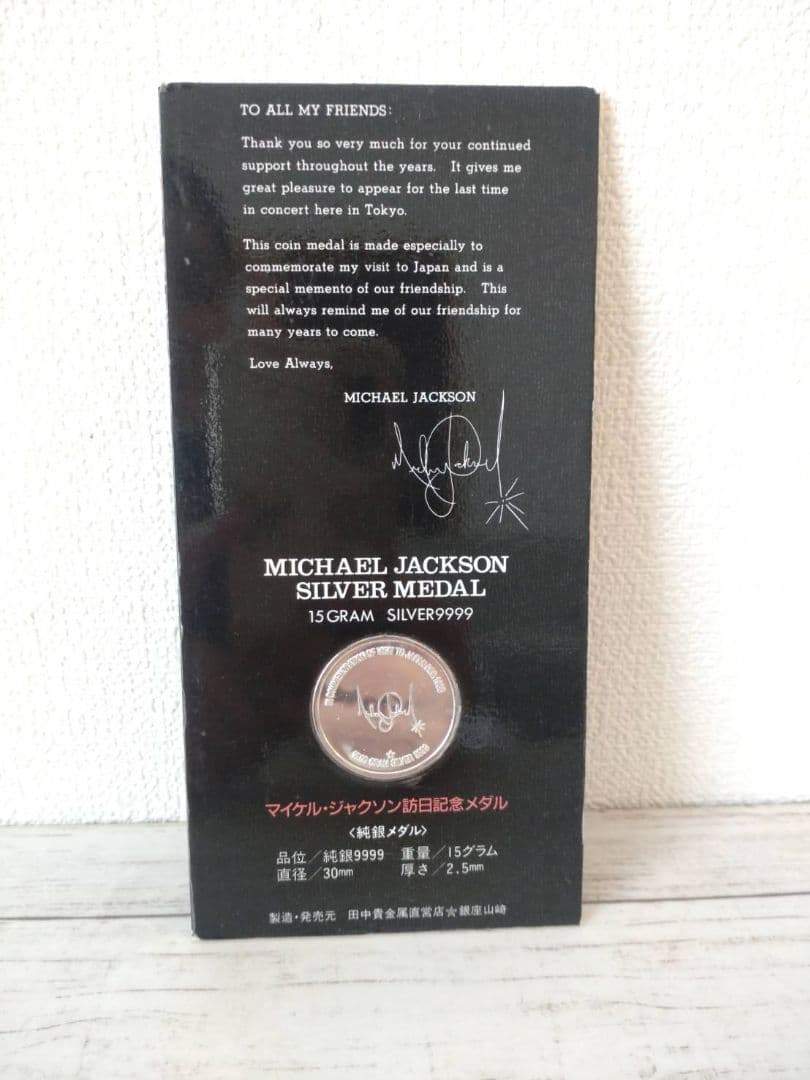 TO ALL MY FRIENDS:
Thank you so very much for your continued
support throughout the years. It gives me
great pleasure to appear for the last time
in concert here in Tokyo.
This coin medal is made especially to
commemorate my visit to Japan and is a
special memento of our friendship. This
will always remind me of our friendship for
many years to come.
Love Always,
MICHAEL JACKSON
MICHAEL JACKSON
SILVER MEDAL
15GRAM SILVER9999
マイケル・ジャクソン訪日記念メダル
〈純銀メダル〉
品位/純銀9999 重量/15グラム
直径/30mm 厚さ/2.5mm
製造・発売元 田中貴金属直営店☆銀座山崎